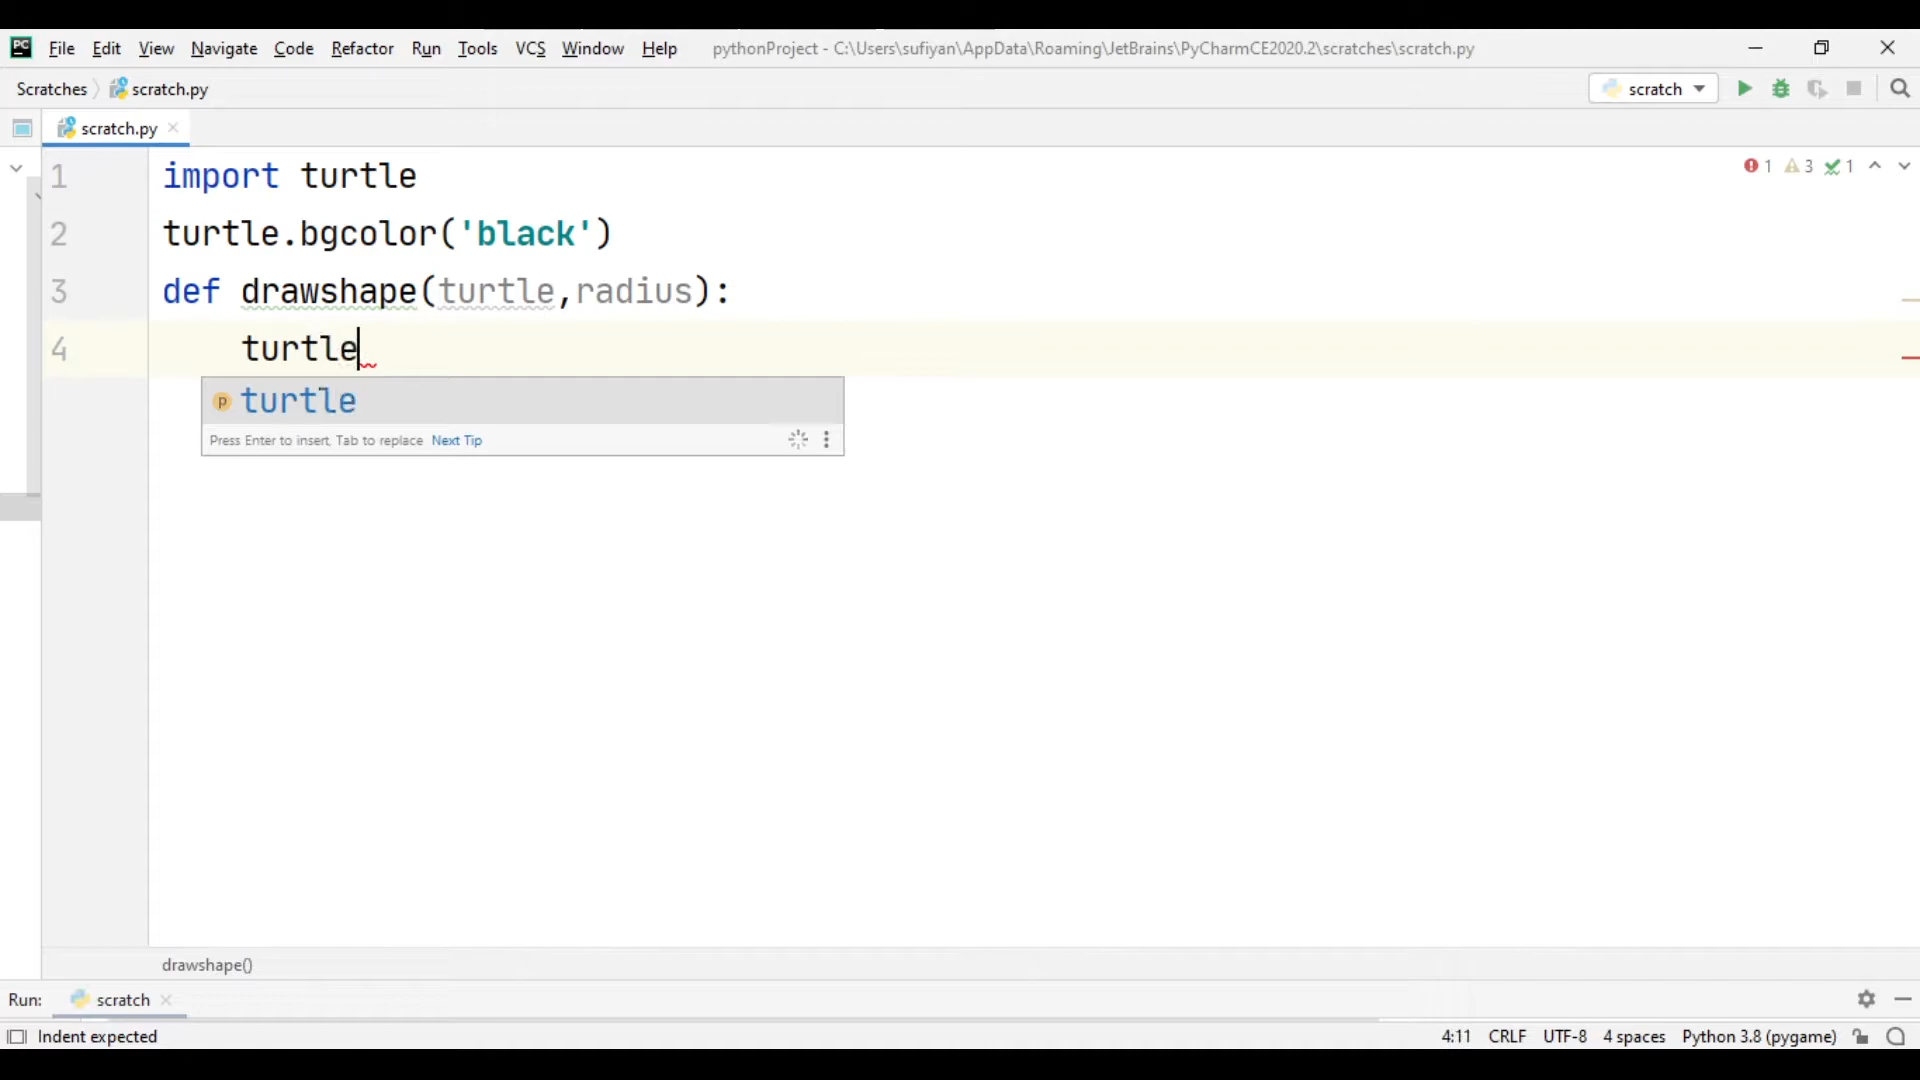 PC File Edit View Navigate Code Refactor Run Tools VCS Window Help pythonProject - C:\Users\sufiyan\AppData\Roaming\JetBrains\PyCharmCE2020.2\scratches\scratch.py
Scratches scratch.py scratch
scratch.py
1 3 1
1 import turtle
2 turtle.bgcolor('black')
3 def drawshape(turtle,radius):
4 turtle
p turtle
Press Enter to insert, Tab to replace Next Tip
drawshape()
Run: scratch
Indent expected 4:11 CRLF UTF-8 4 spaces Python 3.8 (pygame)